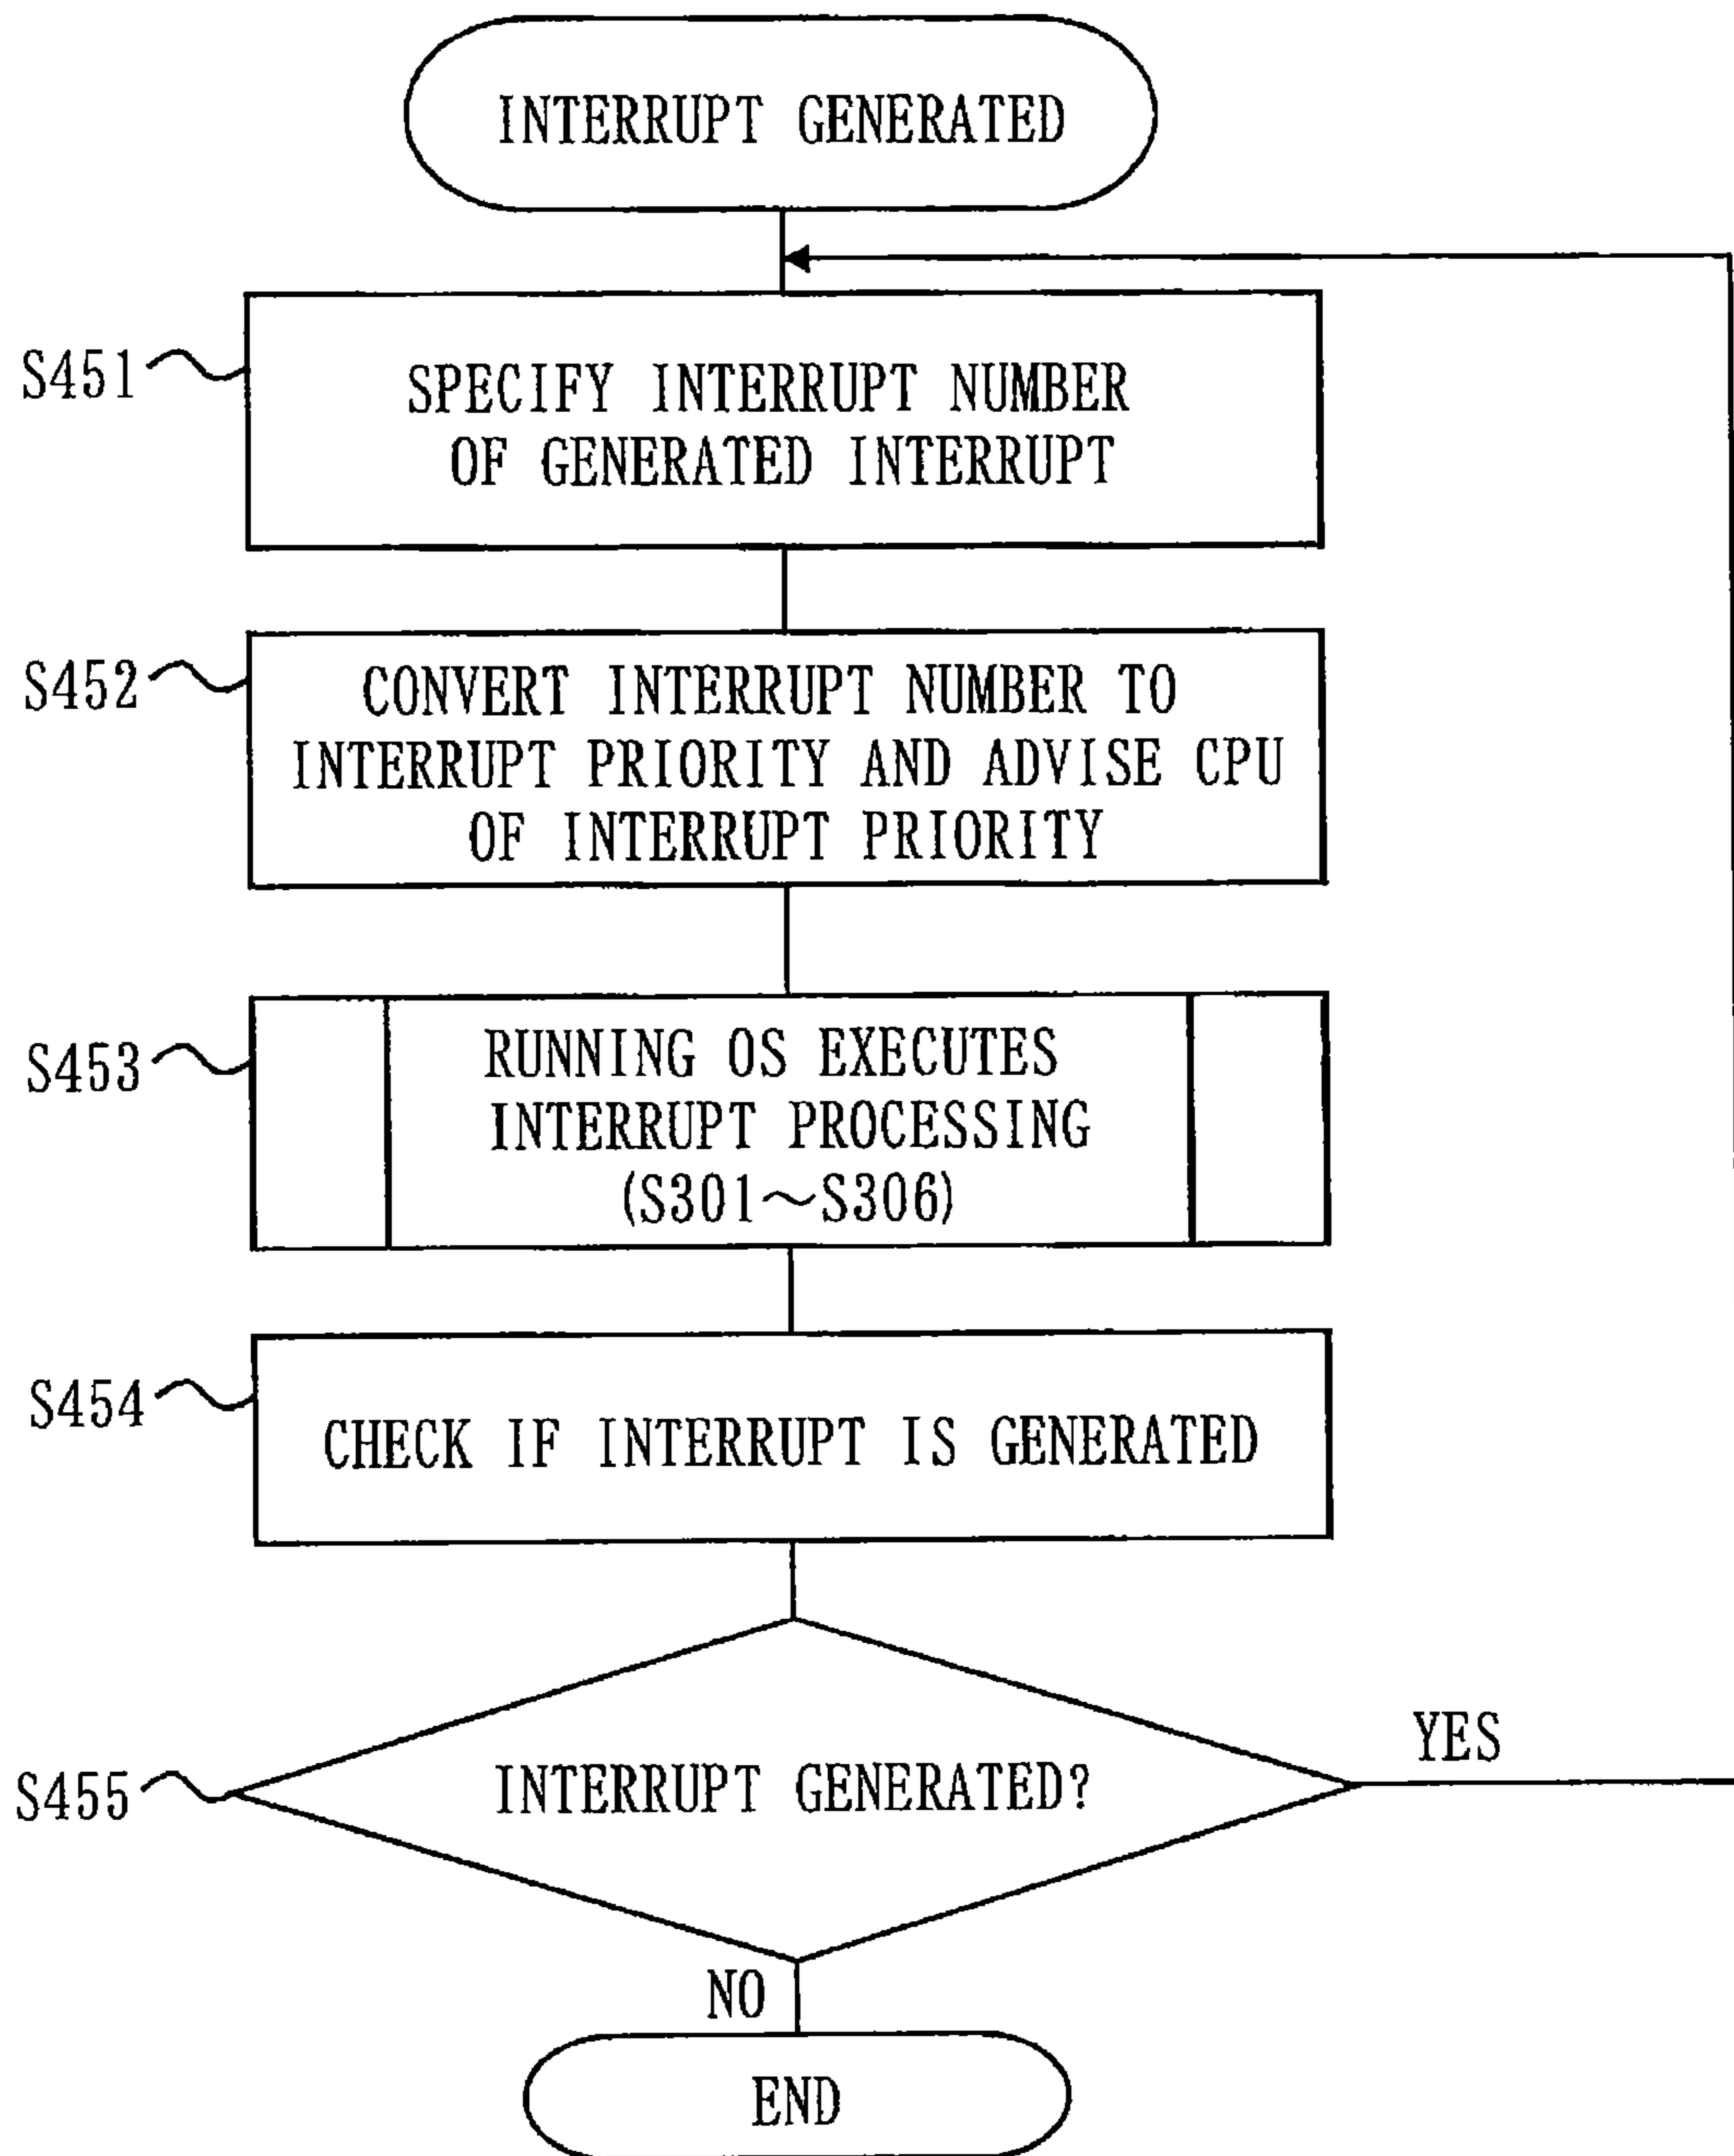 INTERRUPT GENERATED
S451
SPECIFY INTERRUPT NUMBER
OF GENERATED INTERRUPT
S452
CONVERT INTERRUPT NUMBER TO
INTERRUPT PRIORITY AND ADVISE CPU
OF INTERRUPT PRIORITY
S453
RUNNING OS EXECUTES
INTERRUPT PROCESSING
(S301～S306)
S454
CHECK IF INTERRUPT IS GENERATED
S455
INTERRUPT GENERATED?
YES
NO
END